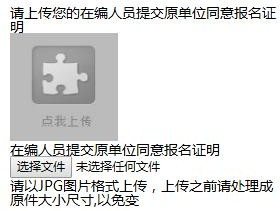 请上传您的在编人员提交原单位同意报名证
明
点我上传
在编人员提交原单位同意报名证明
选择文件 未选择任何文件
请以JPG图片格式上传，上传之前请处理成
原件大小尺寸,以免变